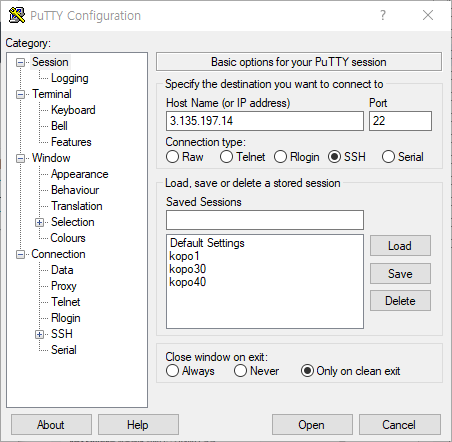 PuTTY Configuration
?
Category:
Session
Logging
Terminal
Keyboard
Bell
Features
Window
Appearance
Behaviour
Translation
Selection
Colours
Connection
Data
Proxy
Telnet
Rlogin
SSH
Serial
Basic options for your PuTTY session
Specify the destination you want to connect to
Host Name (or IP address) Port
3.135.197.14 22
Connection type:
Raw Telnet Rlogin SSH Serial
Load, save or delete a stored session
Saved Sessions
Default Settings
kopo1
kopo30
kopo40
Load
Save
Delete
Close window on exit:
Always Never Only on clean exit
About Help Open Cancel